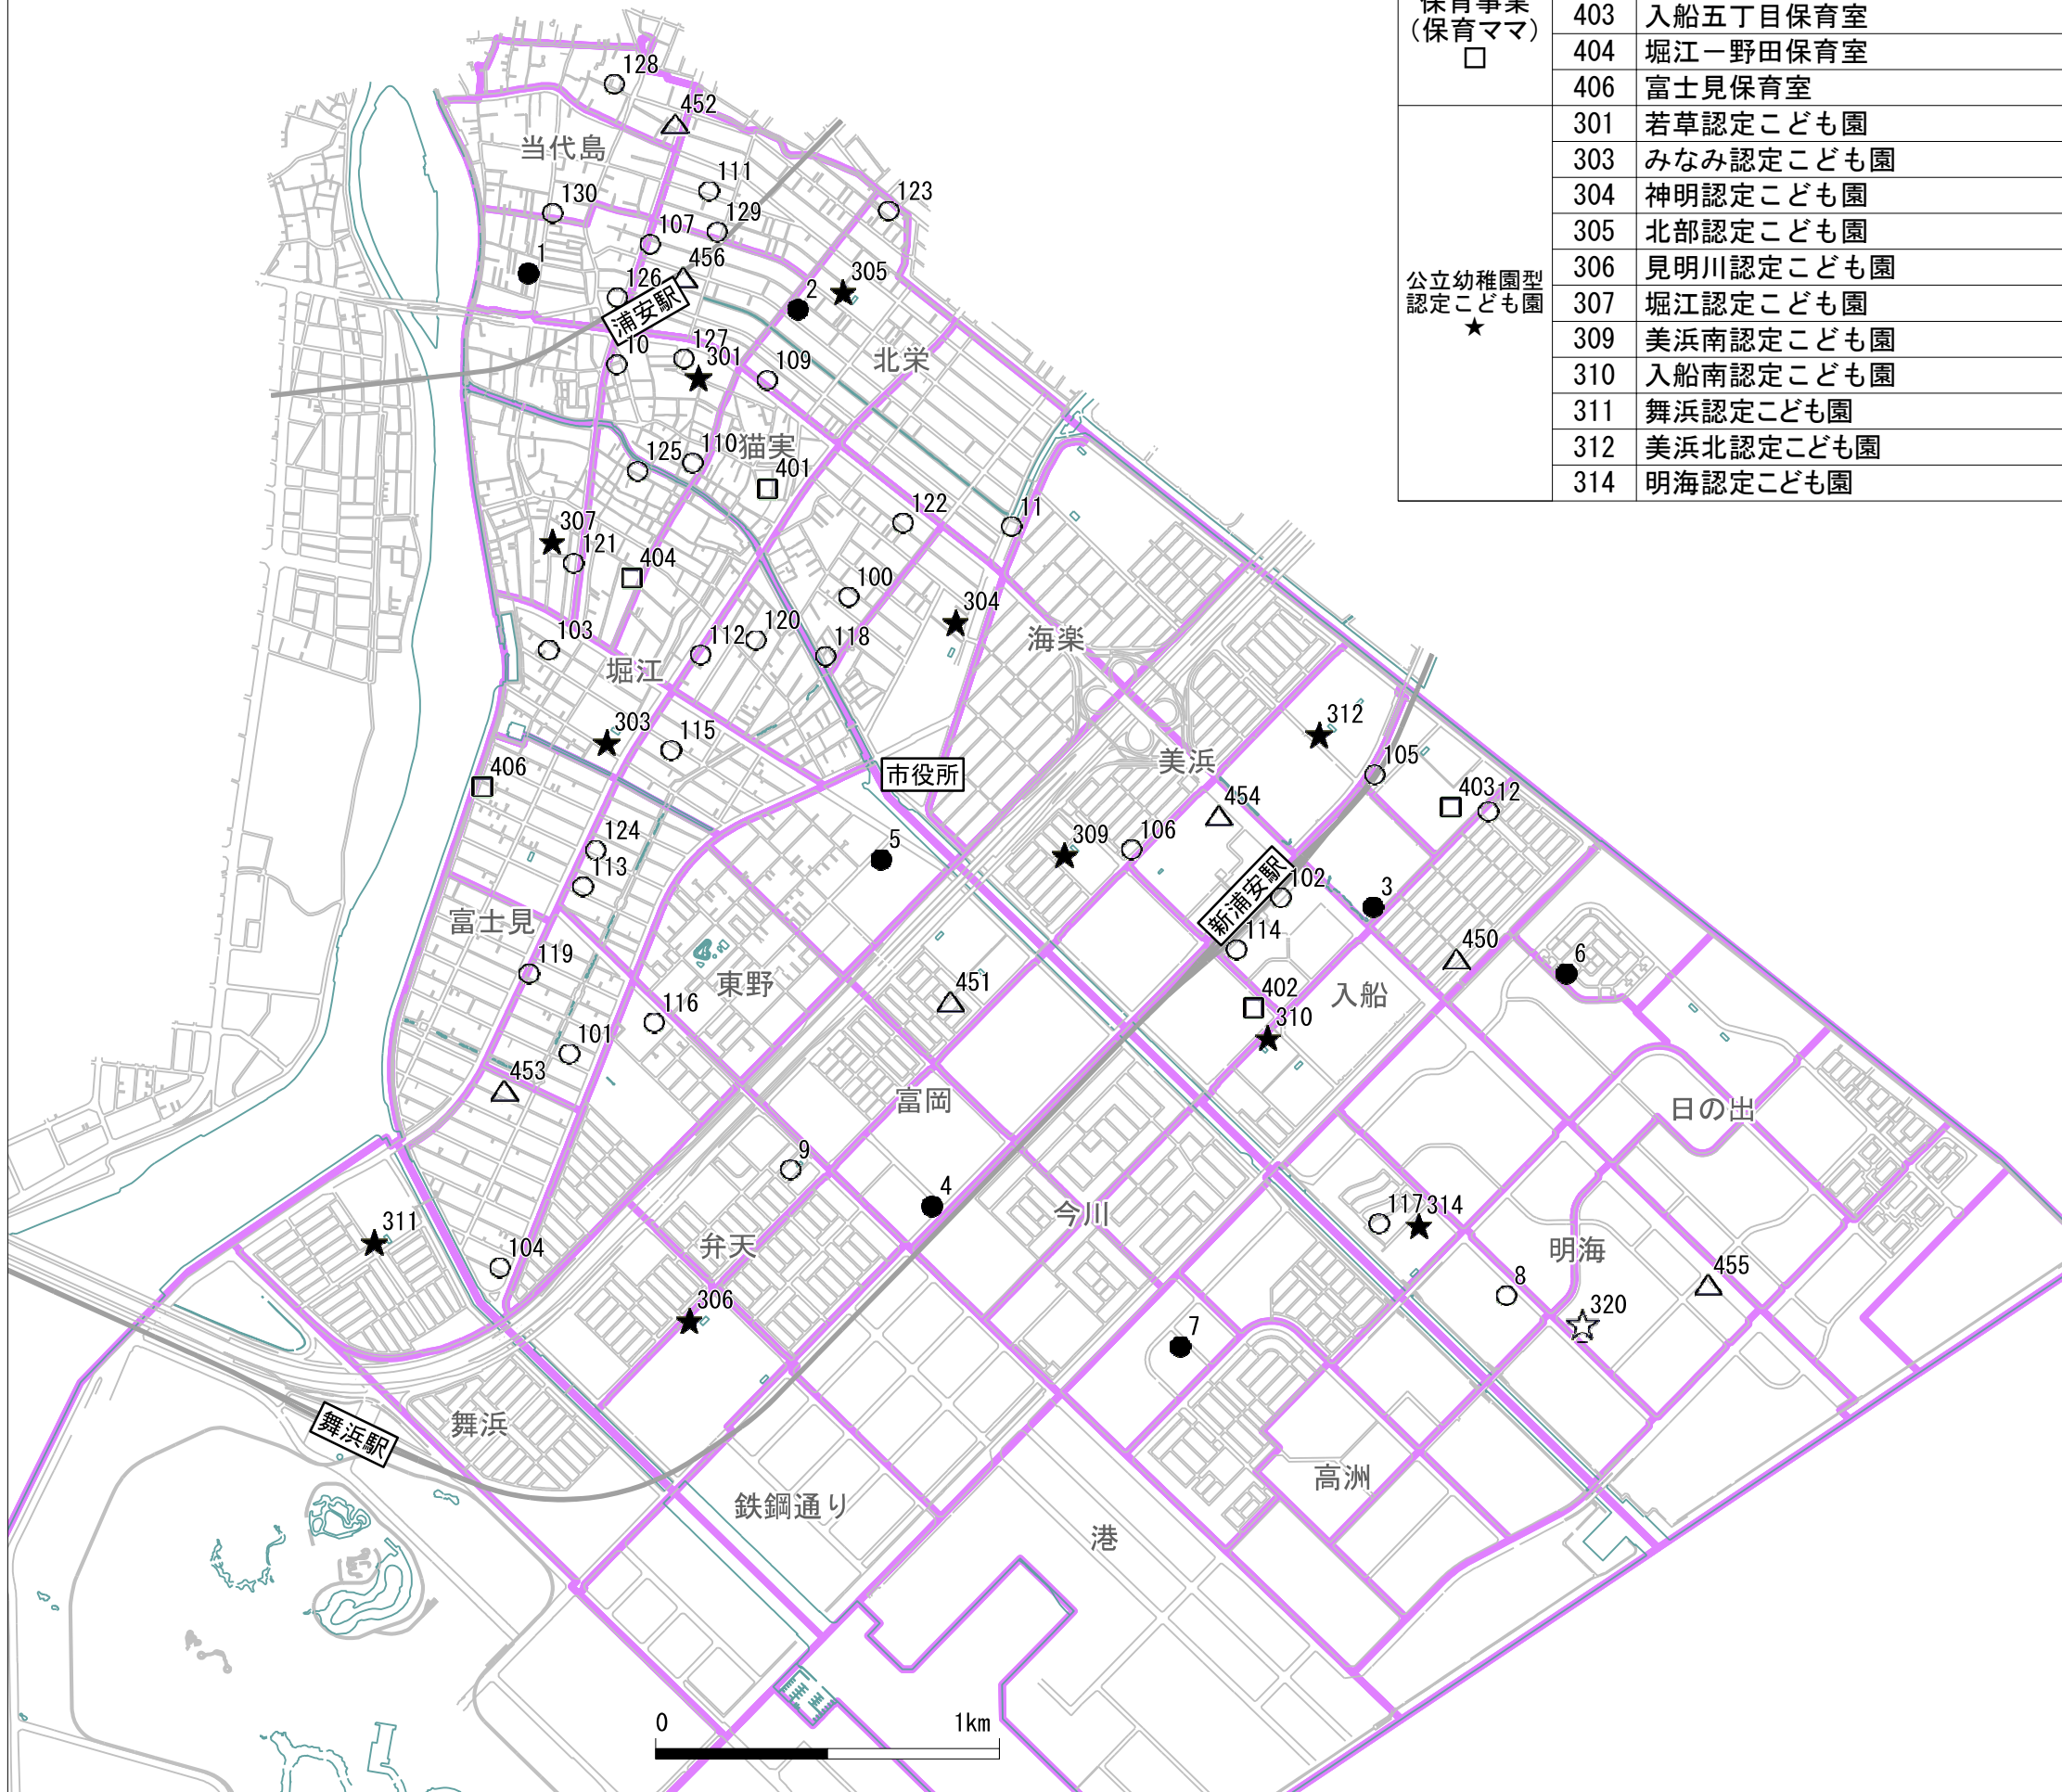 保育事業
（保育ママ）
□
403 入船五丁目保育室
404 堀江－野田保育室
406 富士見保育室
公立幼稚園型
認定こども園
★
301 若草認定こども園
303 みなみ認定こども園
304 神明認定こども園
305 北部認定こども園
306 見明川認定こども園
307 堀江認定こども園
309 美浜南認定こども園
310 入船南認定こども園
311 舞浜認定こども園
312 美浜北認定こども園
314 明海認定こども園
128
452
当代島
111
123
130
129
107
1
456
126
305
2
浦安駅
10
127
301
109
北栄
110
猫実
125
401
122
11
307
121
404
100
304
103
112
120
118
海楽
堀江
303
115
312
406
市役所
美浜
105
454
403
12
124
5
309
106
113
新浦安駅
102
3
富士見
114
450
6
119
東野
451
402
入船
310
116
101
453
富岡
日の出
9
4
今川
117
314
311
弁天
明海
104
8
455
306
320
7
舞浜
舞浜駅
高洲
鉄鋼通り
港
0 1km